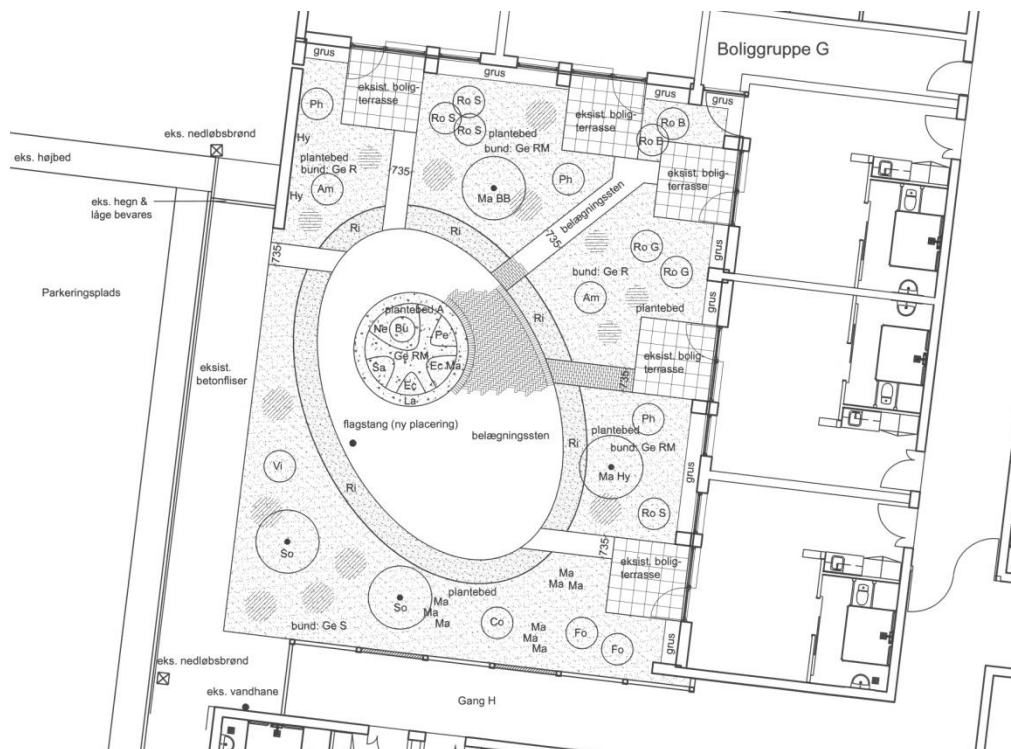 Boliggruppe G
grus
grus
grus
grus
eksist. bolig-
terrasse
eksist. bolig-
terrasse
Ph
Ro S
Ro S
Ro S
Ro B
Ro B
eks. nedløbsbrønd
Hy
plantebed
bund: Ge R
plantebed
bund: Ge RM
eks. højbed
735
Ph
eksist. bolig-
terrasse
Am
Ma BB
Hy
eks. hegn &
låge bevares
belægningssten
grus
Ri
Ri
735
735
Ro G
Ro G
bund: Ge R
Am
plantebed
Parkeringsplads
plantebed A
Ne
Bu
Pe
Ri
Ge RM
eksist. bolig-
terrasse
Sa
Ec
Ec
Ma
La
735
eksist.
betonfliser
flagstang (ny placering)
belægningssten
Ph
plantebed
bund: Ge RM
Ri
grus
Vi
Ma Hy
Ri
Ro S
So
735
eksist. bolig-
terrasse
Ma
Ma
Ma
plantebed
So
Ma
Ma
Ma
bund: Ge S
Co
Ma
Ma
Ma
Fo
Fo
grus
eks. nedløbsbrønd
eks. vandhane
Gang H